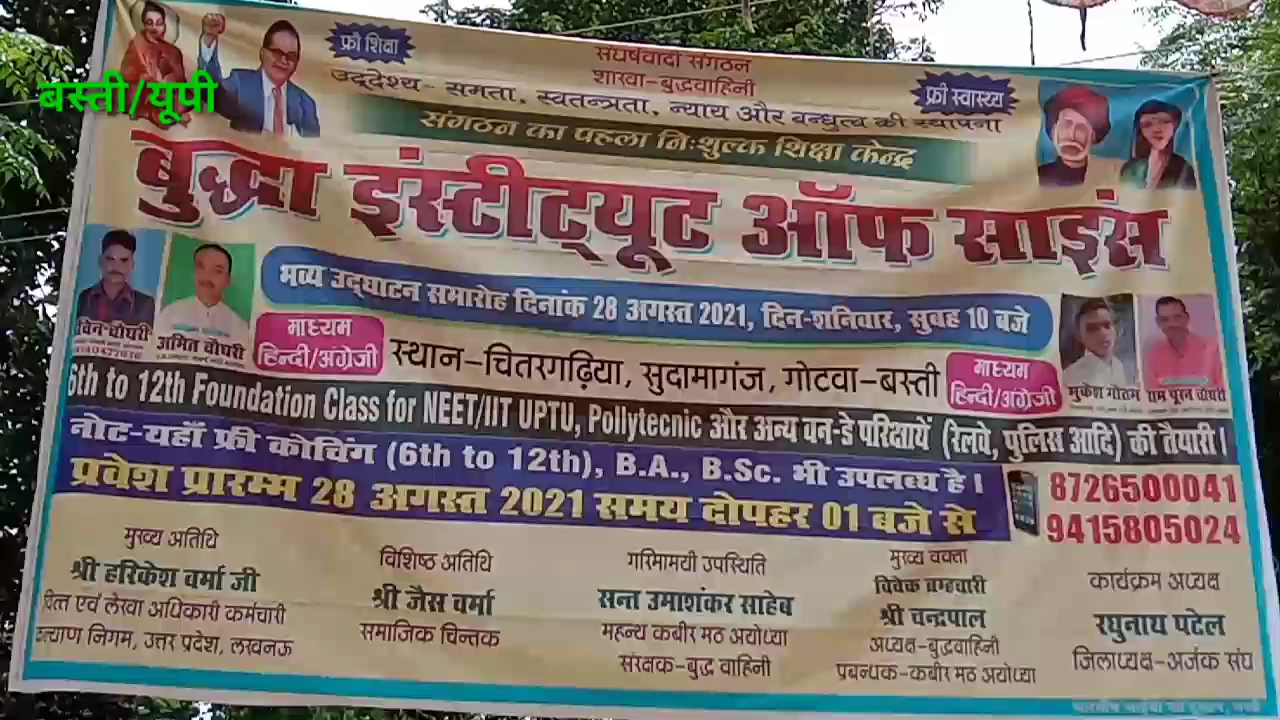 बस्ती/यूपी
फ्री शिक्षा
संघर्षवादी संगठन
शाखा-बुद्धवाहिनी
फ्री स्वास्थ्य
उद्देश्य- समता, स्वतन्त्रता, न्याय और बन्धुत्व की स्थापना
संगठन का पहला निःशुल्क शिक्षा केन्द्र
बुद्धा इंस्टीट्यूट ऑफ साइंस
भव्य उद्घाटन समारोह दिनांक 28 अगस्त 2021, दिन-शनिवार, सुबह 10 बजे
चौधरी
अमित चौधरी
माध्यम
हिन्दी/अंग्रेजी
स्थान-चितरगढ़िया, सुदामागंज, गोटवा-बस्ती
माध्यम
हिन्दी/अंग्रेजी
मुकेश गौतम
राम पूरन चौधरी
6th to 12th Foundation Class for NEET/IIT UPTU, Pollytecnic और अन्य वन-डे परिक्षायें (रेलवे, पुलिस आदि) की तैयारी।
नोट-यहाँ फ्री कोचिंग (6th to 12th), B.A., B.Sc. भी उपलब्ध है।
प्रवेश प्रारम्भ 28 अगस्त 2021 समय दोपहर 01 बजे से
8726500041
9415805024
मुख्य अतिथि
श्री हरिकेश वर्मा जी
वित्त एवं लेखा अधिकारी कर्मचारी
कल्याण निगम, उत्तर प्रदेश, लखनऊ
विशिष्ठ अतिथि
श्री जैस वर्मा
समाजिक चिन्तक
गरिमामयी उपस्थिति
सन्त उमाशंकर साहेब
महन्थ कबीर मठ अयोध्या
संरक्षक-बुद्ध वाहिनी
मुख्य वक्ता
विवेक ब्रम्हचारी
श्री चन्द्रपाल
अध्यक्ष-बुद्धवाहिनी
प्रबन्धक-कबीर मठ अयोध्या
कार्यक्रम अध्यक्ष
रघुनाथ पटेल
जिलाध्यक्ष-अर्जक संघ